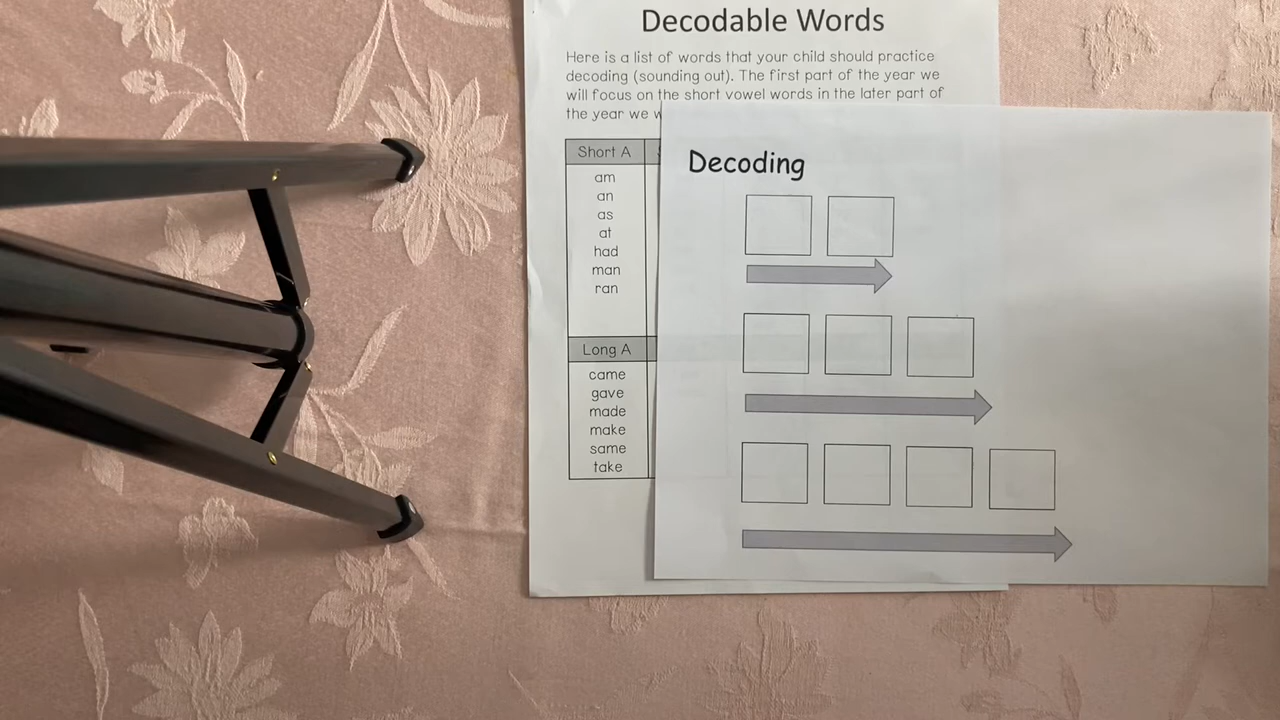 Decodable Words
Here is a list of words that your child should practice
decoding (sounding out). The first part of the year we
will focus on the short vowel words in the later part of
the year we
Short A
am
an
as
at
had
man
ran
Long A
came
gave
made
make
same
take
Decoding